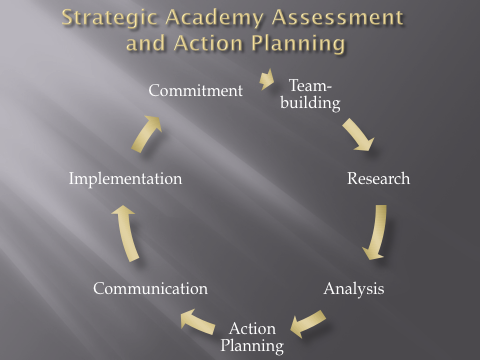 Strategic Academy Assessment
and Action Planning
Commitment
Team-
building
Research
Analysis
Action
Planning
Communication
Implementation